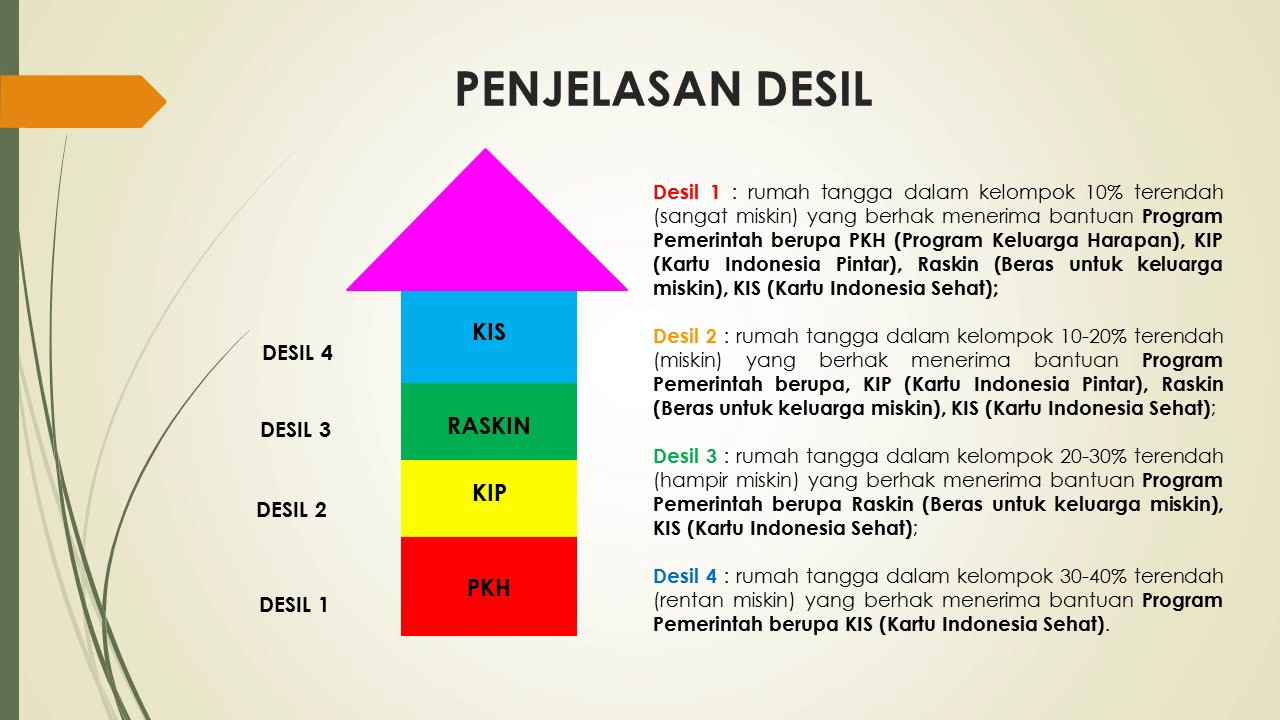 PENJELASAN DESIL
KIS
DESIL 4
RASKIN
DESIL 3
KIP
DESIL 2
PKH
DESIL 1
Desil 1 : rumah tangga dalam kelompok 10% terendah
(sangat miskin) yang berhak menerima bantuan Program
Pemerintah berupa PKH (Program Keluarga Harapan), KIP
(Kartu Indonesia Pintar), Raskin (Beras untuk keluarga
miskin), KIS (Kartu Indonesia Sehat);
Desil 2 : rumah tangga dalam kelompok 10-20% terendah
(miskin) yang berhak menerima bantuan Program
Pemerintah berupa, KIP (Kartu Indonesia Pintar), Raskin
(Beras untuk keluarga miskin), KIS (Kartu Indonesia Sehat);
Desil 3 : rumah tangga dalam kelompok 20-30% terendah
(hampir miskin) yang berhak menerima bantuan Program
Pemerintah berupa Raskin (Beras untuk keluarga miskin),
KIS (Kartu Indonesia Sehat);
Desil 4 : rumah tangga dalam kelompok 30-40% terendah
(rentan miskin) yang berhak menerima bantuan Program
Pemerintah berupa KIS (Kartu Indonesia Sehat).